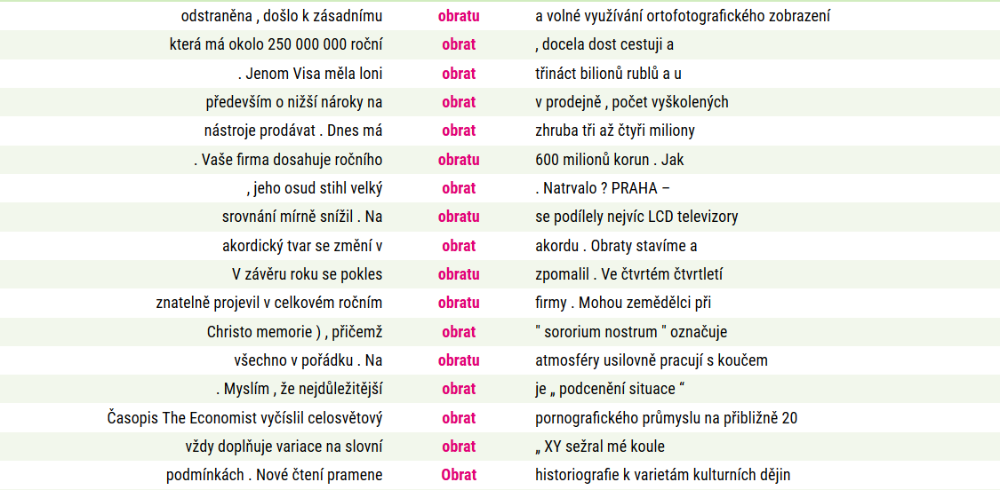 odstraněna , došlo k zásadnímu obratu a volné využívání ortofotografického zobrazení
která má okolo 250 000 000 roční obrat , docela dost cestuji a
. Jenom Visa měla loni obrat třináct bilionů rublů a u
především o nižší nároky na obrat v prodejně , počet vyškolených
nástroje prodávat . Dnes má obrat zhruba tři až čtyři miliony
. Vaše firma dosahuje ročního obratu 600 milionů korun . Jak
, jeho osud stihl velký obrat . Natrvalo ? PRAHA –
srovnání mírně snížil . Na obratu se podílely nejvíc LCD televizory
akordický tvar se změní v obrat akordu . Obraty stavíme a
V závěru roku se pokles obratu zpomalil . Ve čtvrtém čtvrtletí
znatelně projevil v celkovém ročním obratu firmy . Mohou zemědělci při
Christo memorie ) , přičemž obrat " sororium nostrum " označuje
všechno v pořádku . Na obratu atmosféry usilovně pracují s koučem
. Myslím , že nejdůležitější obrat je „ podcenění situace “
Časopis The Economist vyčíslil celosvětový obrat pornografického průmyslu na přibližně 20
vždy doplňuje variace na slovní obrat „ XY sežral mé koule
podmínkách . Nové čtení pramene Obrat historiografie k varietám kulturních dějin